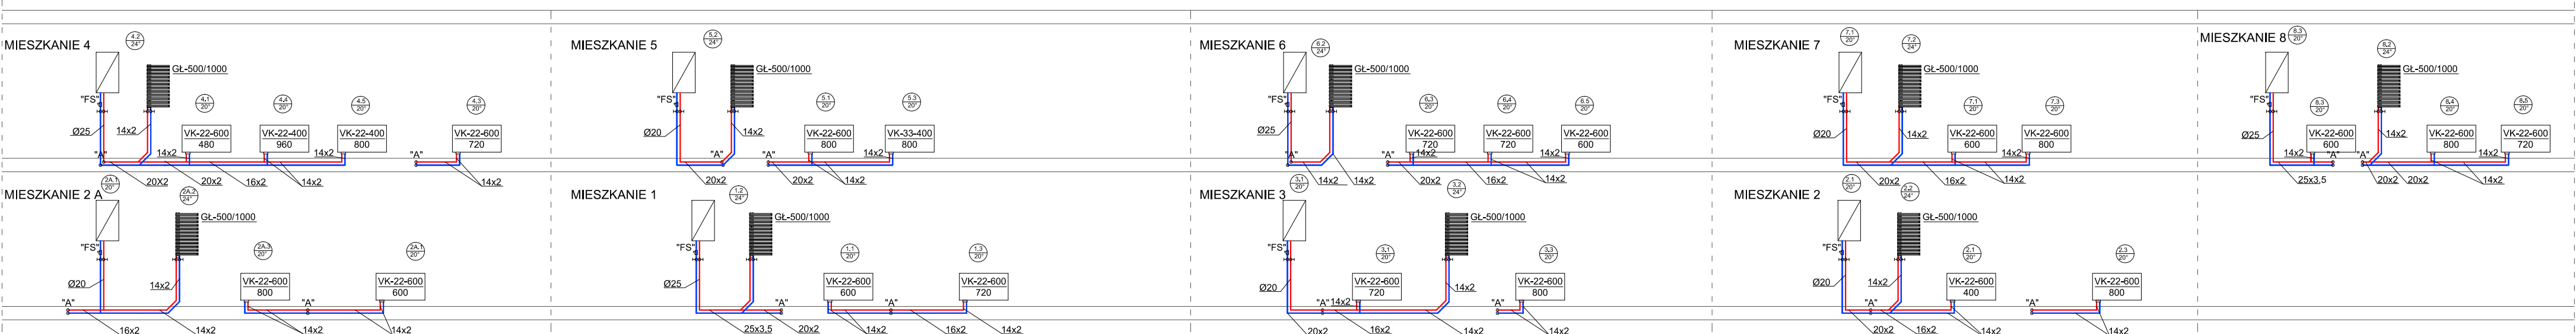 MIESZKANIE 4
4.2
24°
"FS"
GŁ-500/1000
Ø25
14x2
4,1
20°
VK-22-600
480
14x2
4,4
20°
VK-22-400
960
4.5
20°
VK-22-400
800
14x2
4,3
20°
VK-22-600
720
"A"
"A"
20X2
20x2
16x2
14x2
14x2
MIESZKANIE 5
5,2
24°
"FS"
GŁ-500/1000
Ø20
14x2
5.1
20°
VK-22-600
800
5.3
20°
VK-33-400
800
14x2
"A"
"A"
20x2
20x2
14x2
MIESZKANIE 6
6.2
24°
"FS"
GŁ-500/1000
Ø25
6,3
20°
VK-22-600
720
14x2
6,4
20°
VK-22-600
720
6.5
20°
VK-22-600
600
14x2
"A"
"A"
14x2
14x2
20x2
16x2
14x2
MIESZKANIE 7
7.1
20°
7.2
24°
"FS"
GŁ-500/1000
Ø20
14x2
7,1
20°
VK-22-600
600
7.3
20°
VK-22-600
800
14x2
20x2
16x2
14x2
MIESZKANIE 8
8.3
20°
8,2
24°
"FS"
GŁ-500/1000
Ø25
14x2
8,3
20°
VK-22-600
600
14x2
8,4
20°
VK-22-600
800
8,5
20°
VK-22-600
720
14x2
"A"
"A"
25x3,5
20x2
20x2
14x2
MIESZKANIE 2 A
2A.1
20°
2A.2
24°
"FS"
GŁ-500/1000
Ø20
14x2
2A.3
20°
VK-22-600
800
2A.1
20°
VK-22-600
600
"A"
"A"
16x2
14x2
14x2
14x2
MIESZKANIE 1
1,2
24°
"FS"
GŁ-500/1000
Ø25
1.1
20°
VK-22-600
600
1.3
20°
VK-22-600
720
"A"
"A"
25x3,5
20x2
14x2
16x2
14x2
MIESZKANIE 3
3,1
20°
3,2
24°
"FS"
GŁ-500/1000
Ø20
3,1
20°
VK-22-600
720
14x2
14x2
3,3
20°
VK-22-600
800
"A"
"A"
20x2
16x2
14x2
14x2
MIESZKANIE 2
2.1
20°
2,2
24°
"FS"
GŁ-500/1000
Ø20
14x2
2.1
20°
VK-22-600
400
2.3
20°
VK-22-600
800
"A"
"A"
20x2
16x2
14x2
14x2